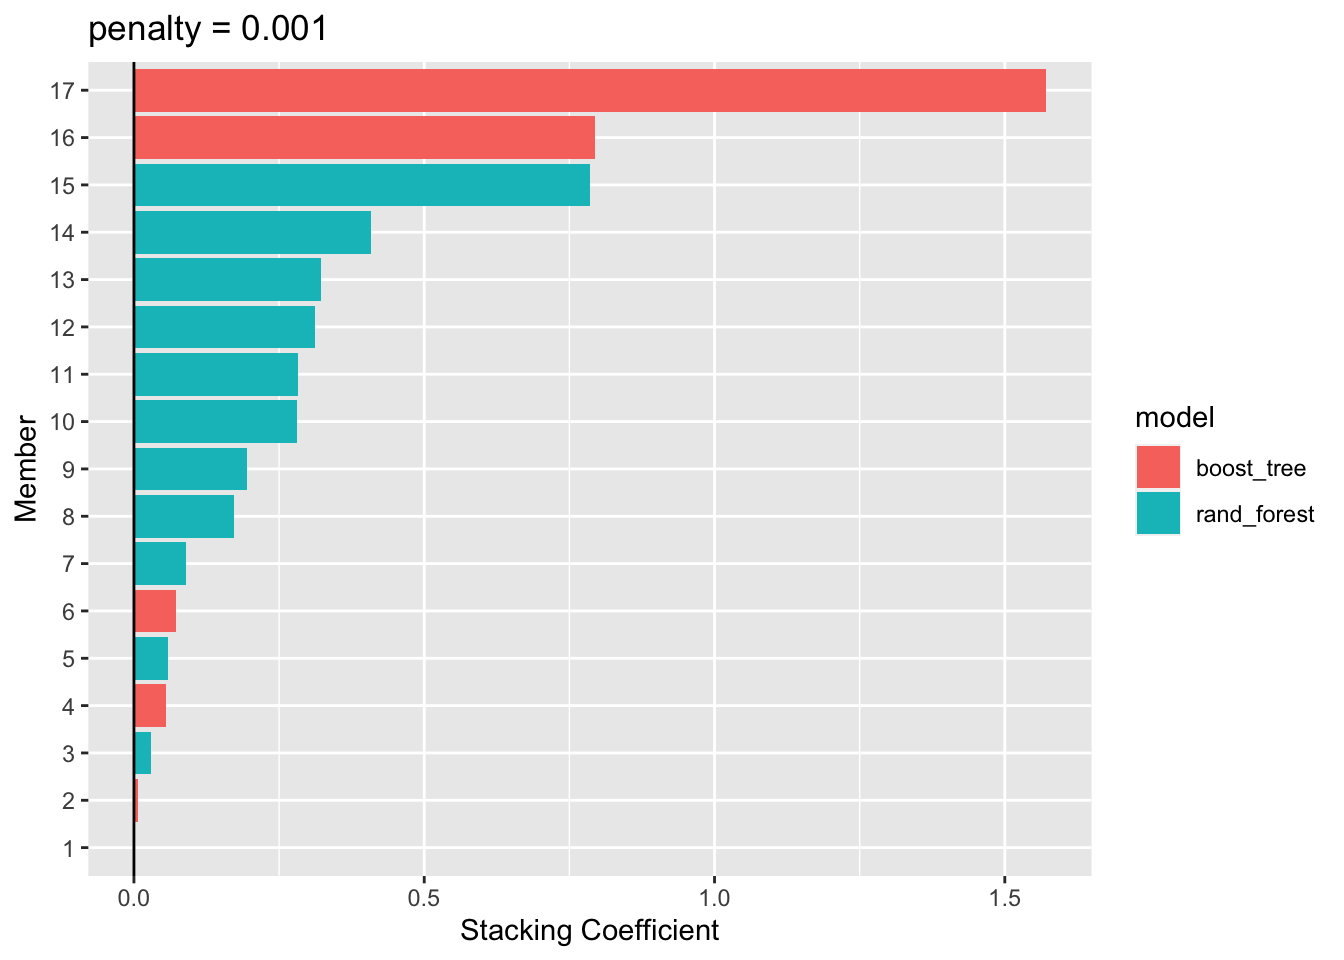 penalty = 0.001
17
16
15
14
13
12
11
10
9
8
7
6
5
4
3
2
1
Member
0.0 0.5 1.0 1.5
Stacking Coefficient
model
boost_tree
rand_forest